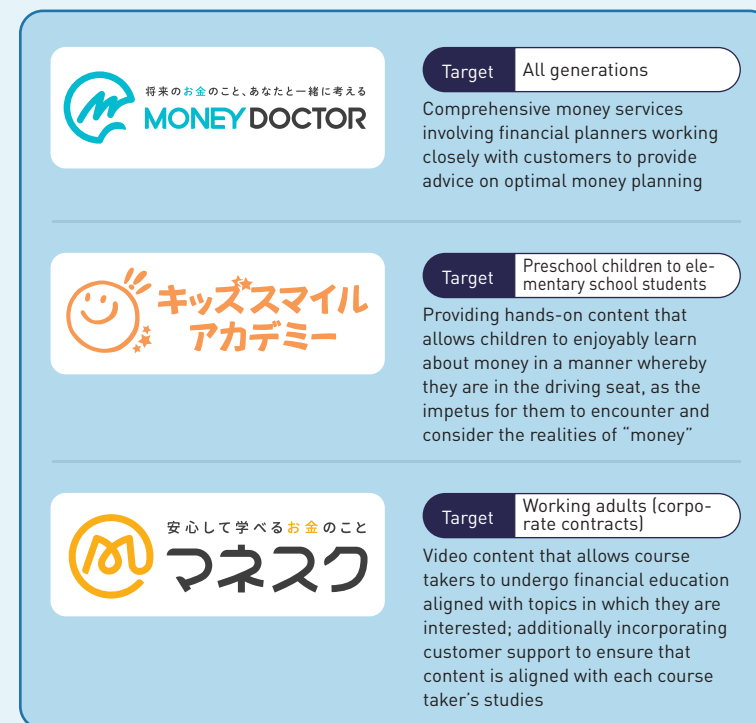 将来のお金のこと、あなたと一緒に考える
MONEY DOCTOR
Target
All generations
Comprehensive money services
involving financial planners working
closely with customers to provide
advice on optimal money planning
キッズスマイル
アカデミー
Target
Preschool children to ele-
mentary school students
Providing hands-on content that
allows children to enjoyably learn
about money in a manner whereby
they are in the driving seat, as the
impetus for them to encounter and
consider the realities of “money”
安心して学べるお金のこと
マネスク
Target
Working adults (corpo-
rate contracts)
Video content that allows course
takers to undergo financial education
aligned with topics in which they are
interested; additionally incorporating
customer support to ensure that
content is aligned with each course
taker’s studies